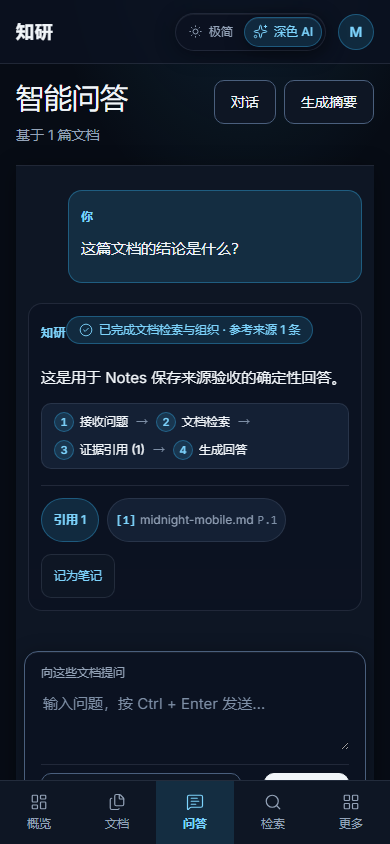 知研
极简 深色 AI M
智能问答
对话 生成摘要
基于 1 篇文档
你
这篇文档的结论是什么？
知研 已完成文档检索与组织 · 参考来源 1 条
这是用于 Notes 保存来源验收的确定性回答。
1 接收问题 → 2 文档检索 →
3 证据引用 (1) → 4 生成回答
引用 1 [1] midnight-mobile.md P.1
记为笔记
向这些文档提问
输入问题，按 Ctrl + Enter 发送...
概览 文档 问答 检索 更多